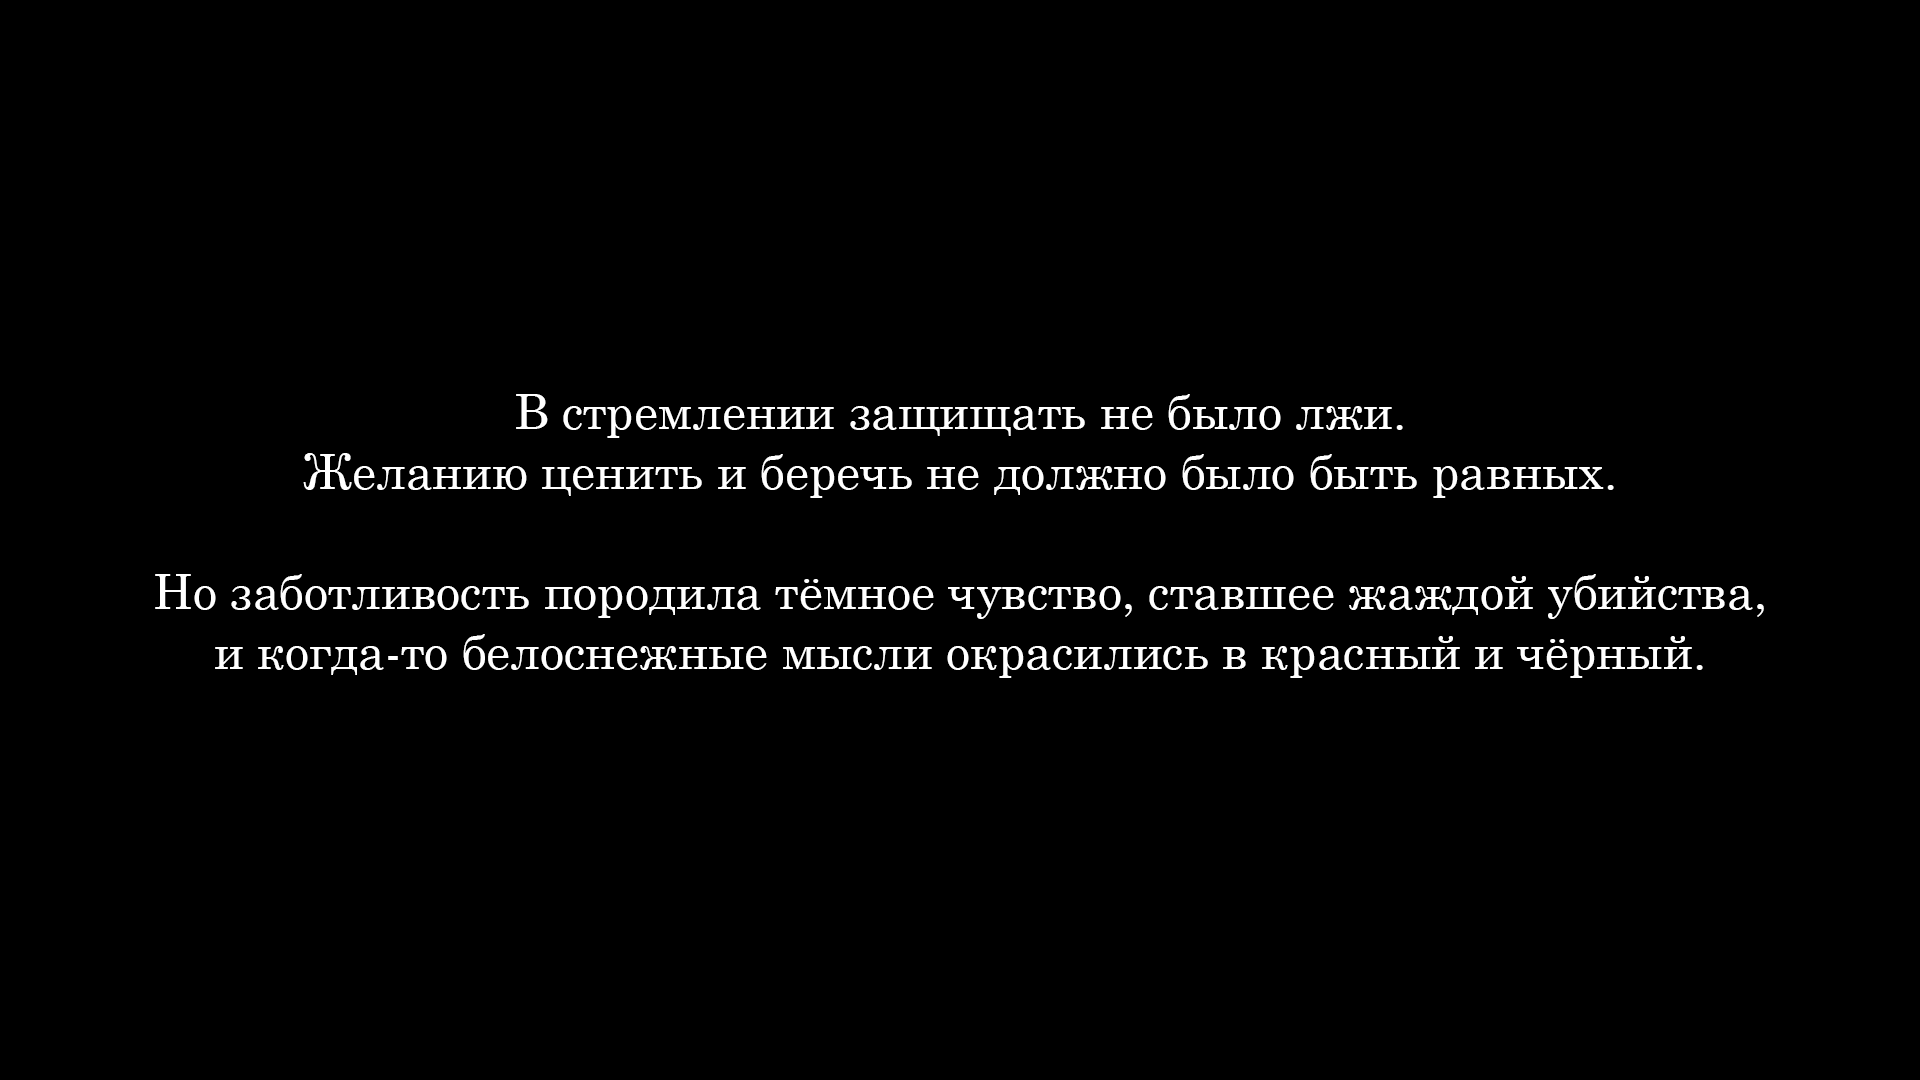 В стремлении защищать не было лжи.
Желанию ценить и беречь не должно было быть равных.
Но заботливость породила тёмное чувство, ставшее жаждой убийства,
и когда-то белоснежные мысли окрасились в красный и чёрный.